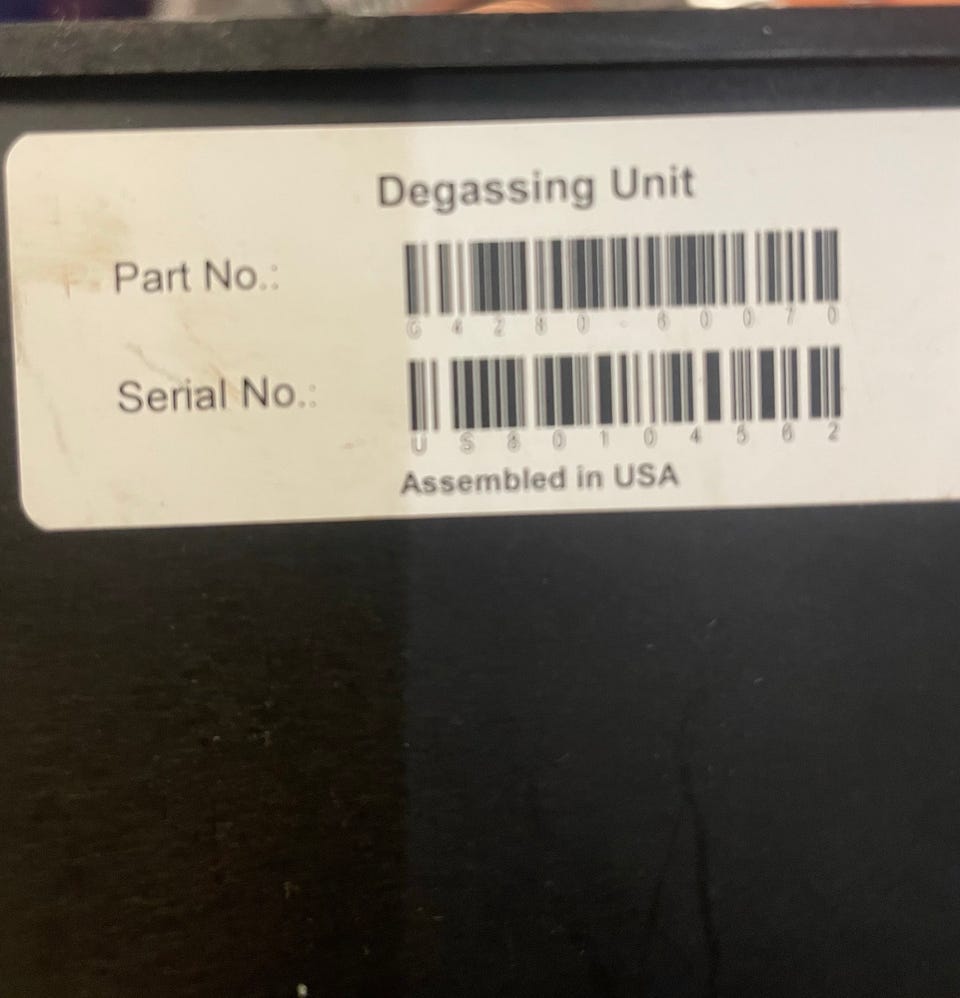 Degassing Unit
Part No.:
G4280-60070
Serial No.:
US80104562
Assembled in USA